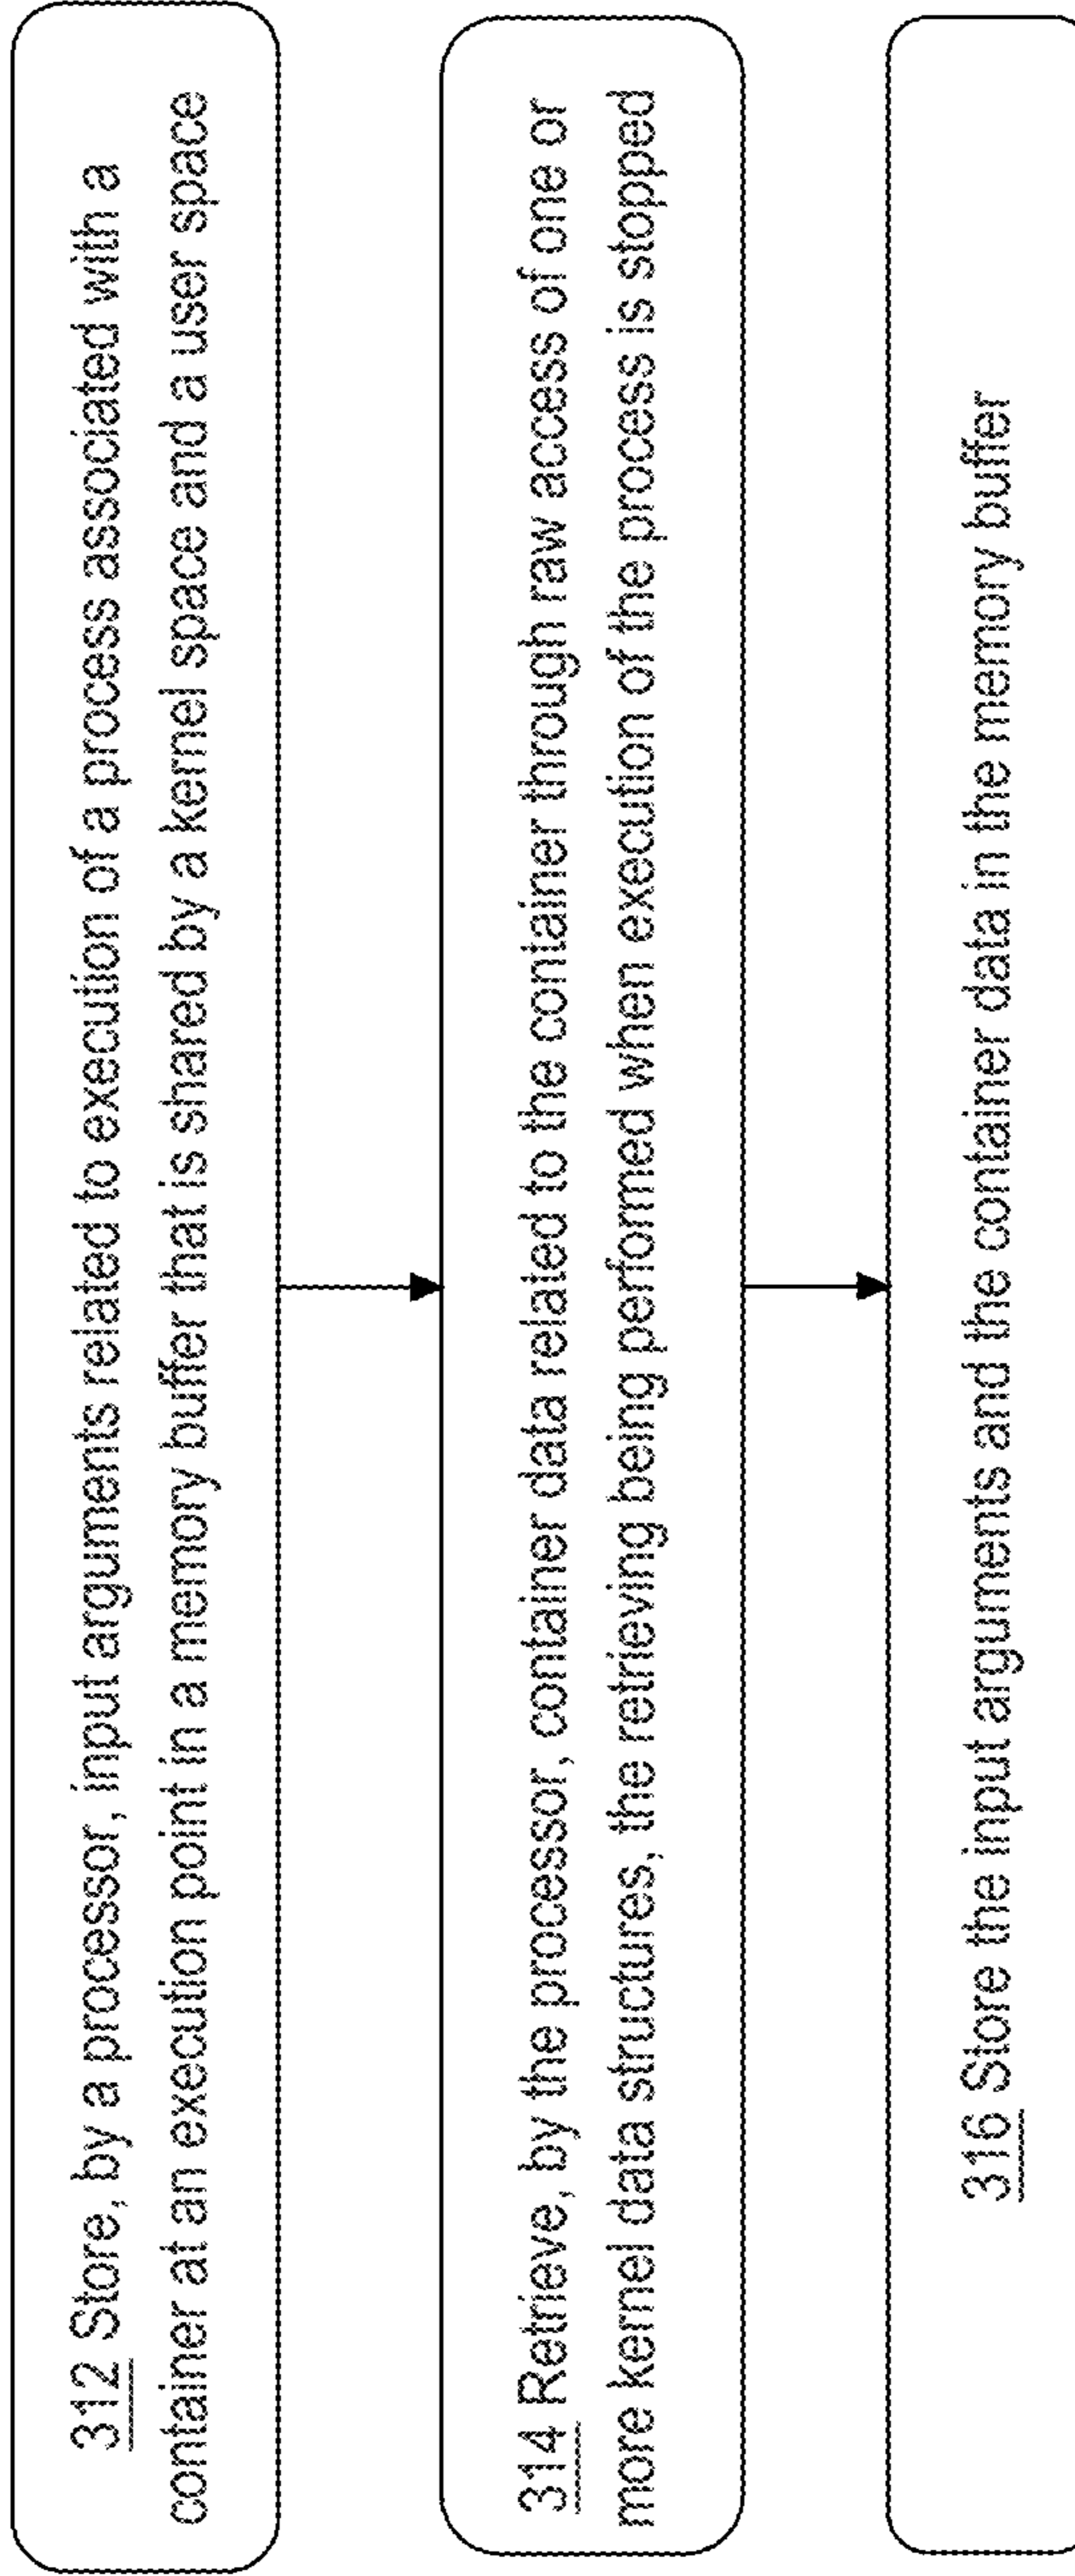 312 Store, by a processor, input arguments related to execution of a process associated with a
container at an execution point in a memory buffer that is shared by a kernel space and a user space
314 Retrieve, by the processor, container data related to the container through raw access of one or
more kernel data structures, the retrieving being performed when execution of the process is stopped
316 Store the input arguments and the container data in the memory buffer